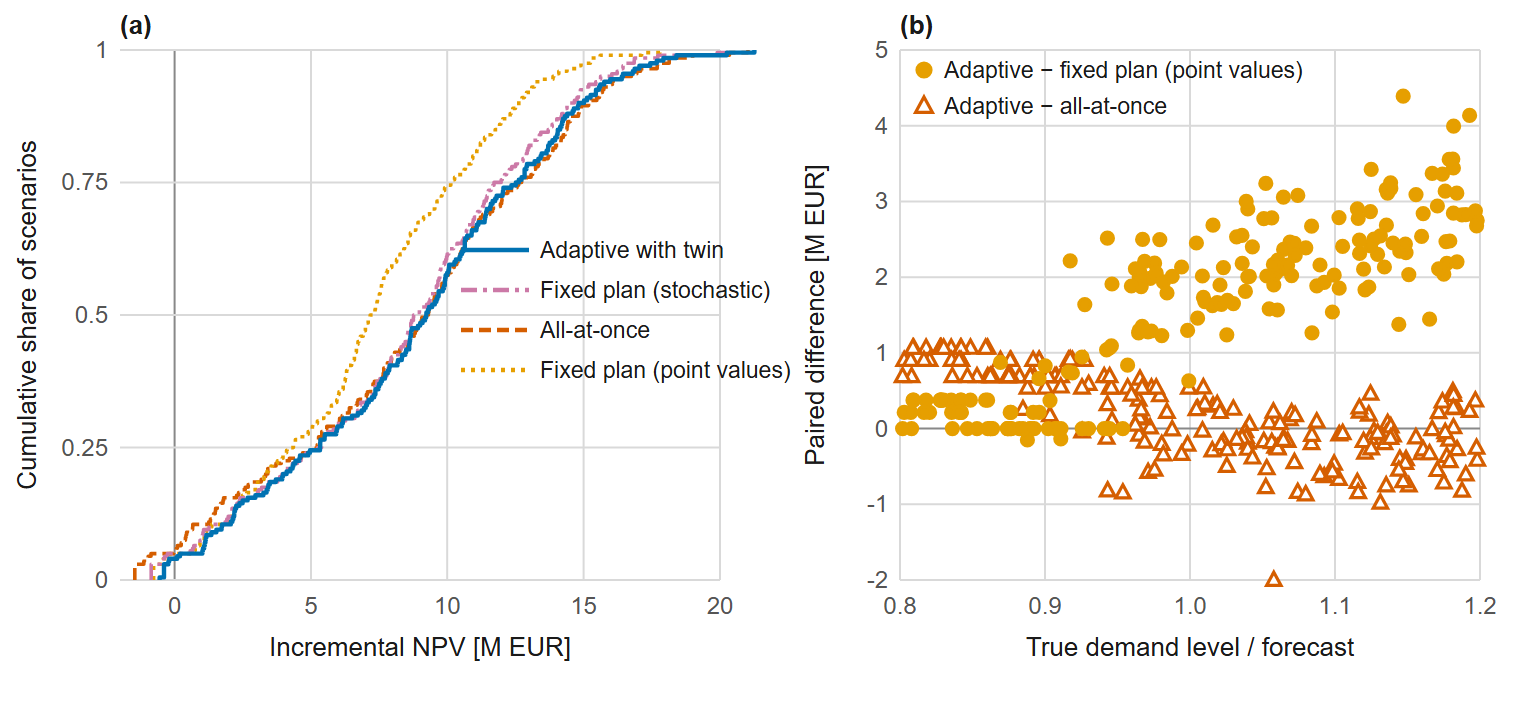 (a)
Cumulative share of scenarios
1
0.75
0.5
0.25
0
0
5
10
15
20
Incremental NPV [M EUR]
Adaptive with twin
Fixed plan (stochastic)
All-at-once
Fixed plan (point values)
(b)
Paired difference [M EUR]
5
4
3
2
1
0
-1
-2
0.8
0.9
1.0
1.1
1.2
True demand level / forecast
Adaptive − fixed plan (point values)
Adaptive − all-at-once